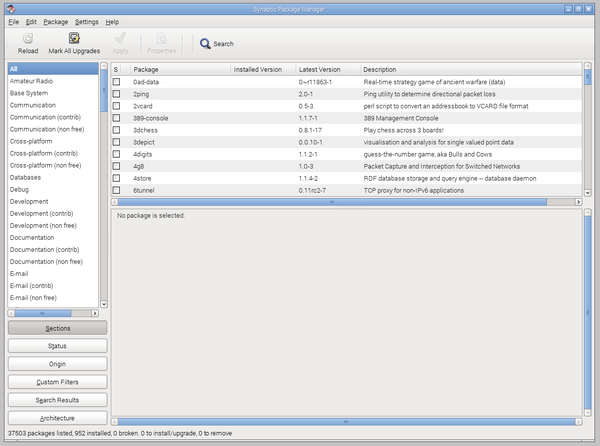 Synaptic Package Manager
File Edit Package Settings Help
Reload Mark All Upgrades Apply Properties Search
All
Amateur Radio
Base System
Communication
Communication (contrib)
Communication (non free)
Cross-platform
Cross-platform (contrib)
Cross-platform (non free)
Databases
Debug
Development
Development (contrib)
Development (non free)
Documentation
Documentation (contrib)
Documentation (non free)
E-mail
E-mail (contrib)
E-mail (non free)
Sections
Status
Origin
Custom Filters
Search Results
Architecture
S Package Installed Version Latest Version Description
0ad-data 0~r11863-1 Real-time strategy game of ancient warfare (data)
2ping 2.0-1 Ping utility to determine directional packet loss
2vcard 0.5-3 perl script to convert an addressbook to VCARD file format
389-console 1.1.7-1 389 Management Console
3dchess 0.8.1-17 Play chess across 3 boards!
3depict 0.0.10-1 visualisation and analysis for single valued point data
4digits 1.1.2-1 guess-the-number game, aka Bulls and Cows
4g8 1.0-3 Packet Capture and Interception for Switched Networks
4store 1.1.4-2 RDF database storage and query engine -- database daemon
6tunnel 0.11rc2-7 TCP proxy for non-IPv6 applications
No package is selected.
37503 packages listed, 952 installed, 0 broken. 0 to install/upgrade, 0 to remove